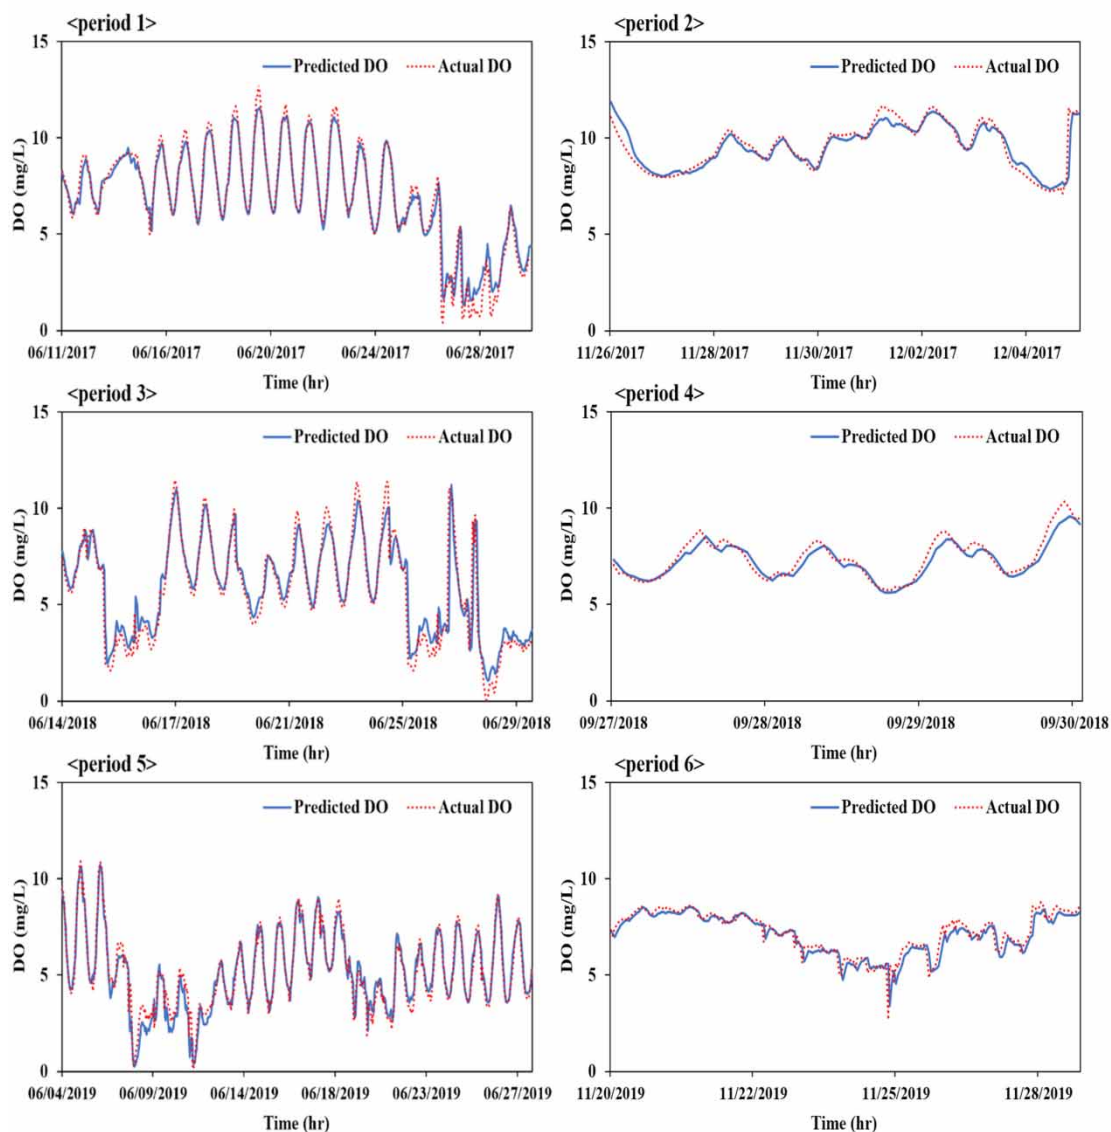 <period 1>
15
10
5
0
DO (mg/L)
Predicted DO Actual DO
06/11/2017 06/16/2017 06/20/2017 06/24/2017 06/28/2017
Time (hr)
<period 2>
15
10
5
0
DO (mg/L)
Predicted DO Actual DO
11/26/2017 11/28/2017 11/30/2017 12/02/2017 12/04/2017
Time (hr)
<period 3>
15
10
5
0
DO (mg/L)
Predicted DO Actual DO
06/14/2018 06/17/2018 06/21/2018 06/25/2018 06/29/2018
Time (hr)
<period 4>
15
10
5
0
DO (mg/L)
Predicted DO Actual DO
09/27/2018 09/28/2018 09/29/2018 09/30/2018
Time (hr)
<period 5>
15
10
5
0
DO (mg/L)
Predicted DO Actual DO
06/04/2019 06/09/2019 06/14/2019 06/18/2019 06/23/2019 06/27/2019
Time (hr)
<period 6>
15
10
5
0
DO (mg/L)
Predicted DO Actual DO
11/20/2019 11/22/2019 11/25/2019 11/28/2019
Time (hr)